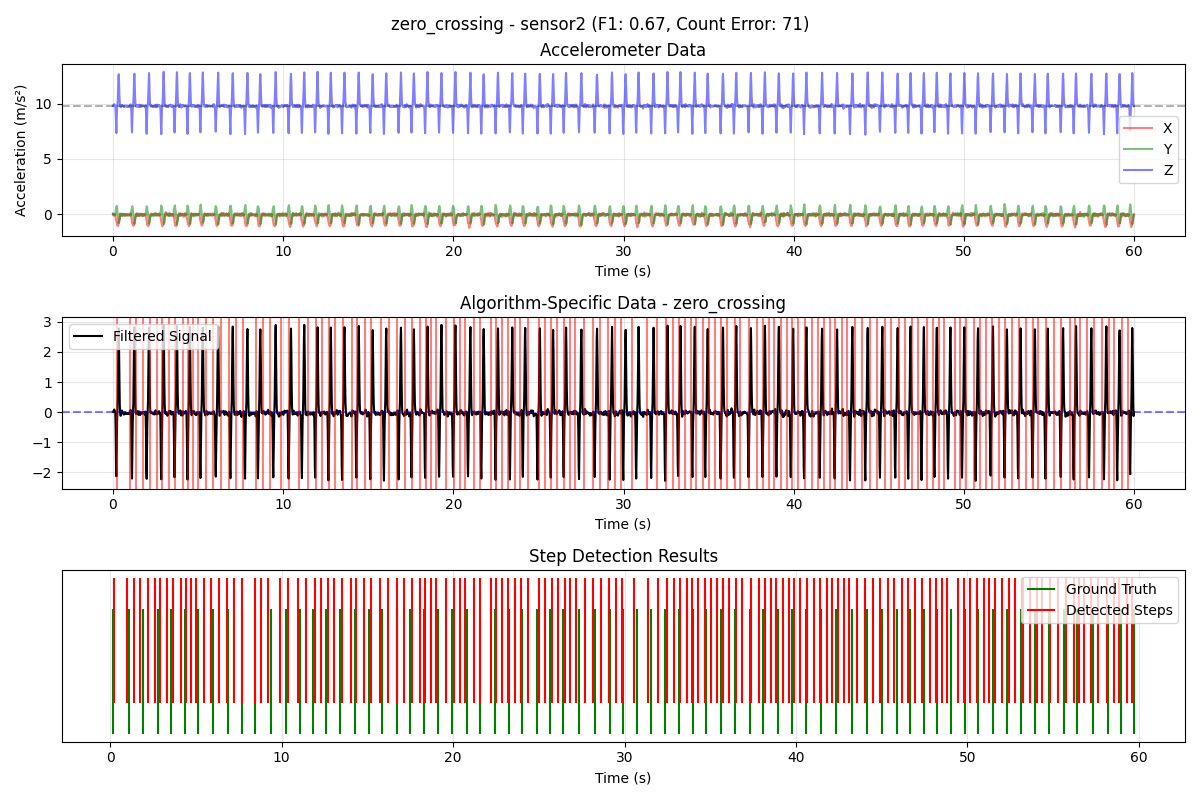 zero_crossing - sensor2 (F1: 0.67, Count Error: 71)
Accelerometer Data
Acceleration (m/s²)
10
5
0
X
Y
Z
0 10 20 30 40 50 60
Time (s)
Algorithm-Specific Data - zero_crossing
3
2
1
0
−1
−2
Filtered Signal
0 10 20 30 40 50 60
Time (s)
Step Detection Results
Ground Truth
Detected Steps
0 10 20 30 40 50 60
Time (s)